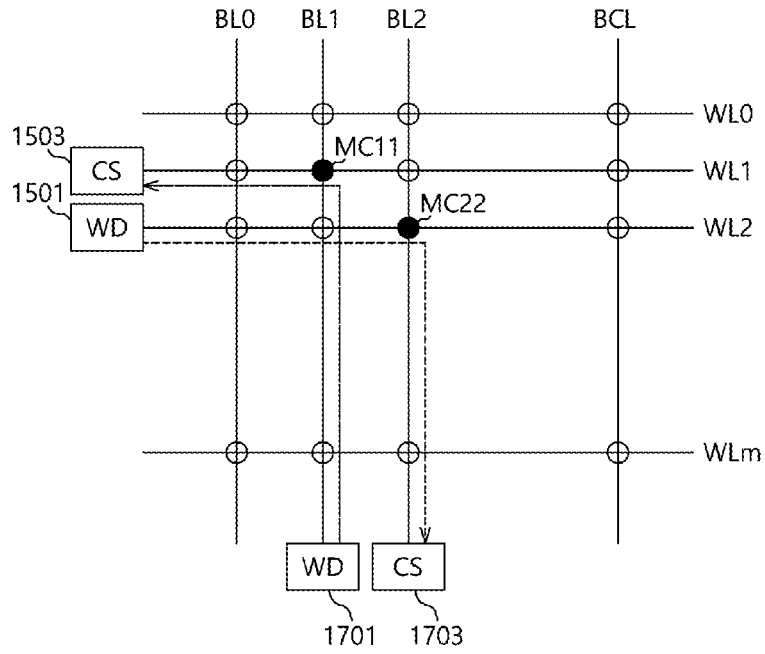 BL0 BL1 BL2 BCL
WL0
1503
MC11
CS
WL1
1501
MC22
WD
WL2
WLm
WD CS
1701 1703